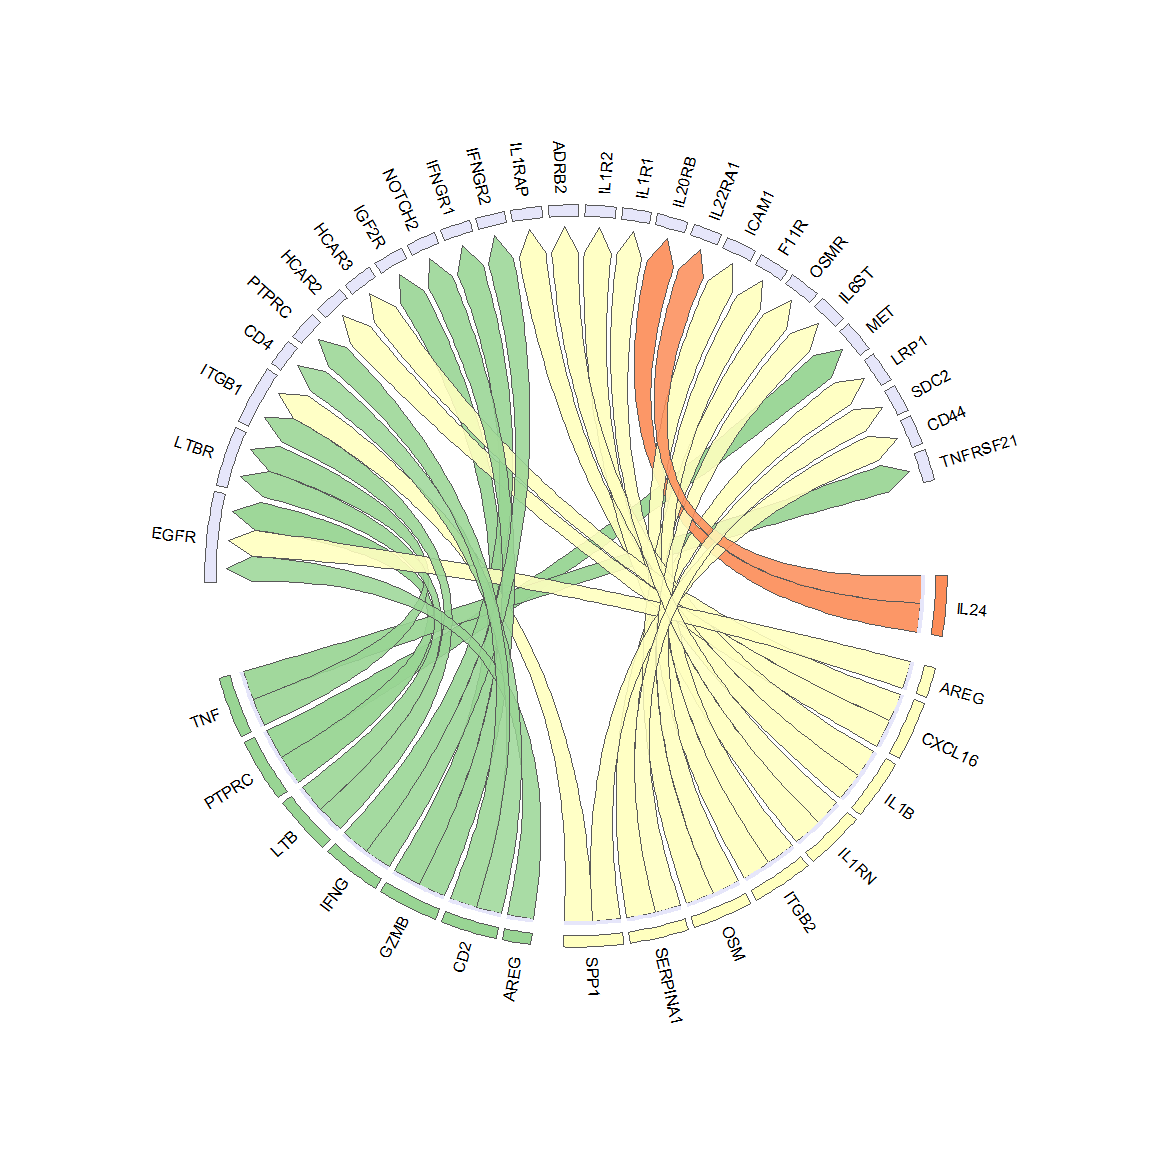 EGFR
LTBR
ITGB1
CD4
PTPRC
HCAR2
HCAR3
IGF2R
NOTCH2
IFNGR1
IFNGR2
IL1RAP
ADRB2
IL1R2
IL1R1
IL20RB
IL22RA1
ICAM1
F11R
OSMR
IL6ST
MET
LRP1
SDC2
CD44
TNFRSF21
IL24
AREG
CXCL16
IL1B
IL1RN
ITGB2
OSM
SERPINA1
SPP1
AREG
CD2
GZMB
IFNG
LTB
PTPRC
TNF